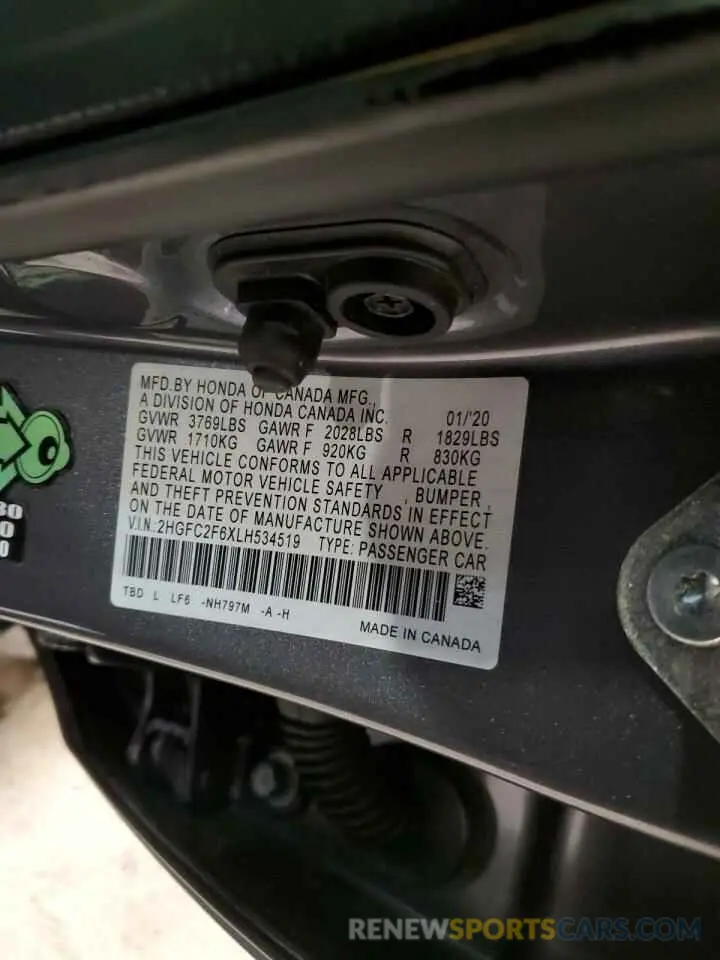 MFD.BY HONDA OF CANADA MFG.,
A DIVISION OF HONDA CANADA INC. 01/'20
GVWR 3769LBS GAWR F 2028LBS R 1829LBS
GVWR 1710KG GAWR F 920KG R 830KG
THIS VEHICLE CONFORMS TO ALL APPLICABLE
FEDERAL MOTOR VEHICLE SAFETY , BUMPER ,
AND THEFT PREVENTION STANDARDS IN EFFECT
ON THE DATE OF MANUFACTURE SHOWN ABOVE.
V.I.N:2HGFC2F6XLH534519 TYPE: PASSENGER CAR
TBD L LF6 -NH797M -A -H
MADE IN CANADA
RENEWSPORTSCARS.COM